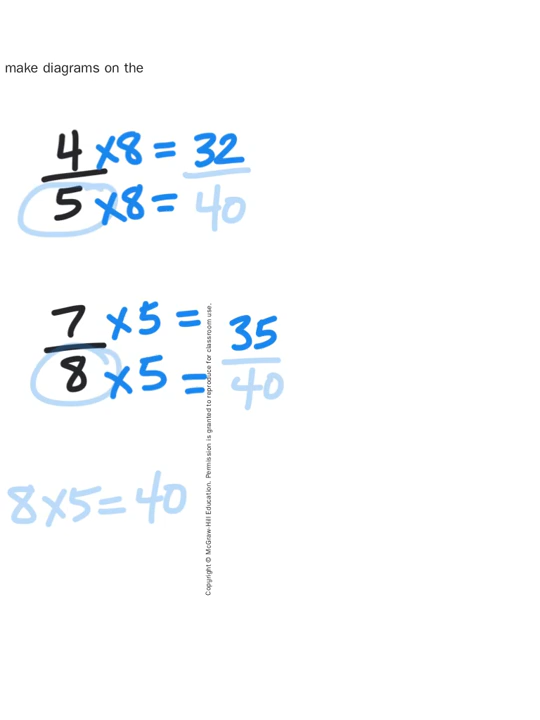 make diagrams on the
4 x8 = 32
5 x8 = 40
7 x5 = 35
8 x5 = 40
8x5=40
Copyright © McGraw-Hill Education. Permission is granted to reproduce for classroom use.